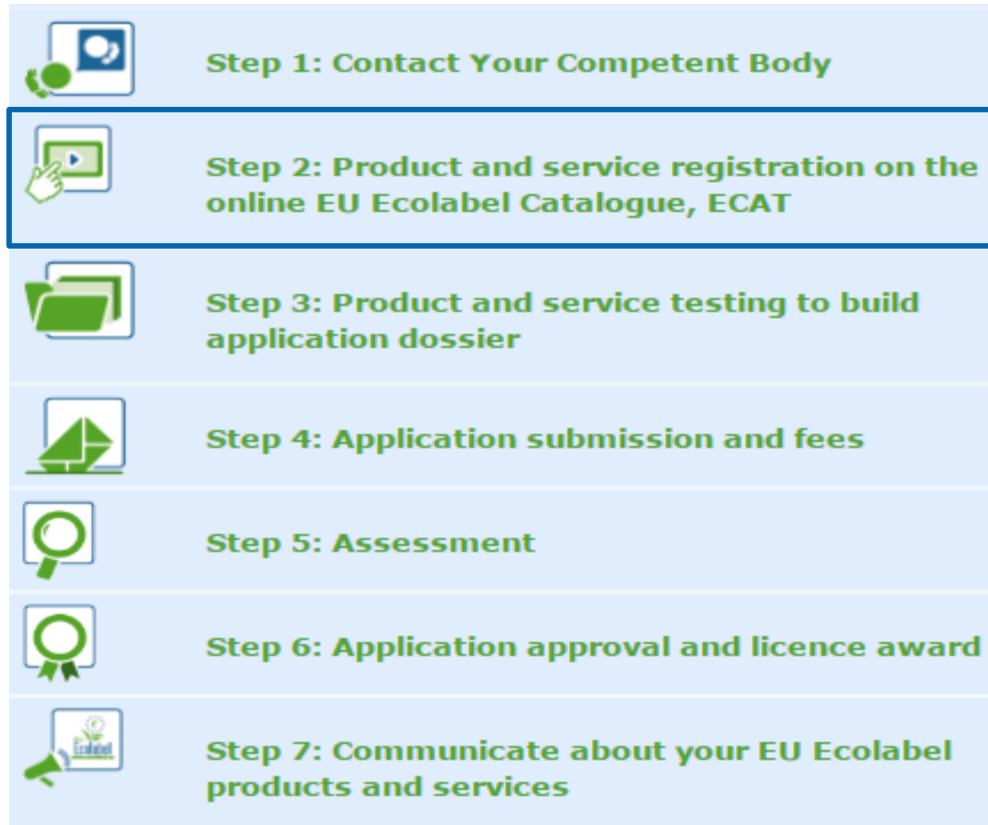 Step 1: Contact Your Competent Body
Step 2: Product and service registration on the
online EU Ecolabel Catalogue, ECAT
Step 3: Product and service testing to build
application dossier
Step 4: Application submission and fees
Step 5: Assessment
Step 6: Application approval and licence award
Step 7: Communicate about your EU Ecolabel
products and services
Ecolabel